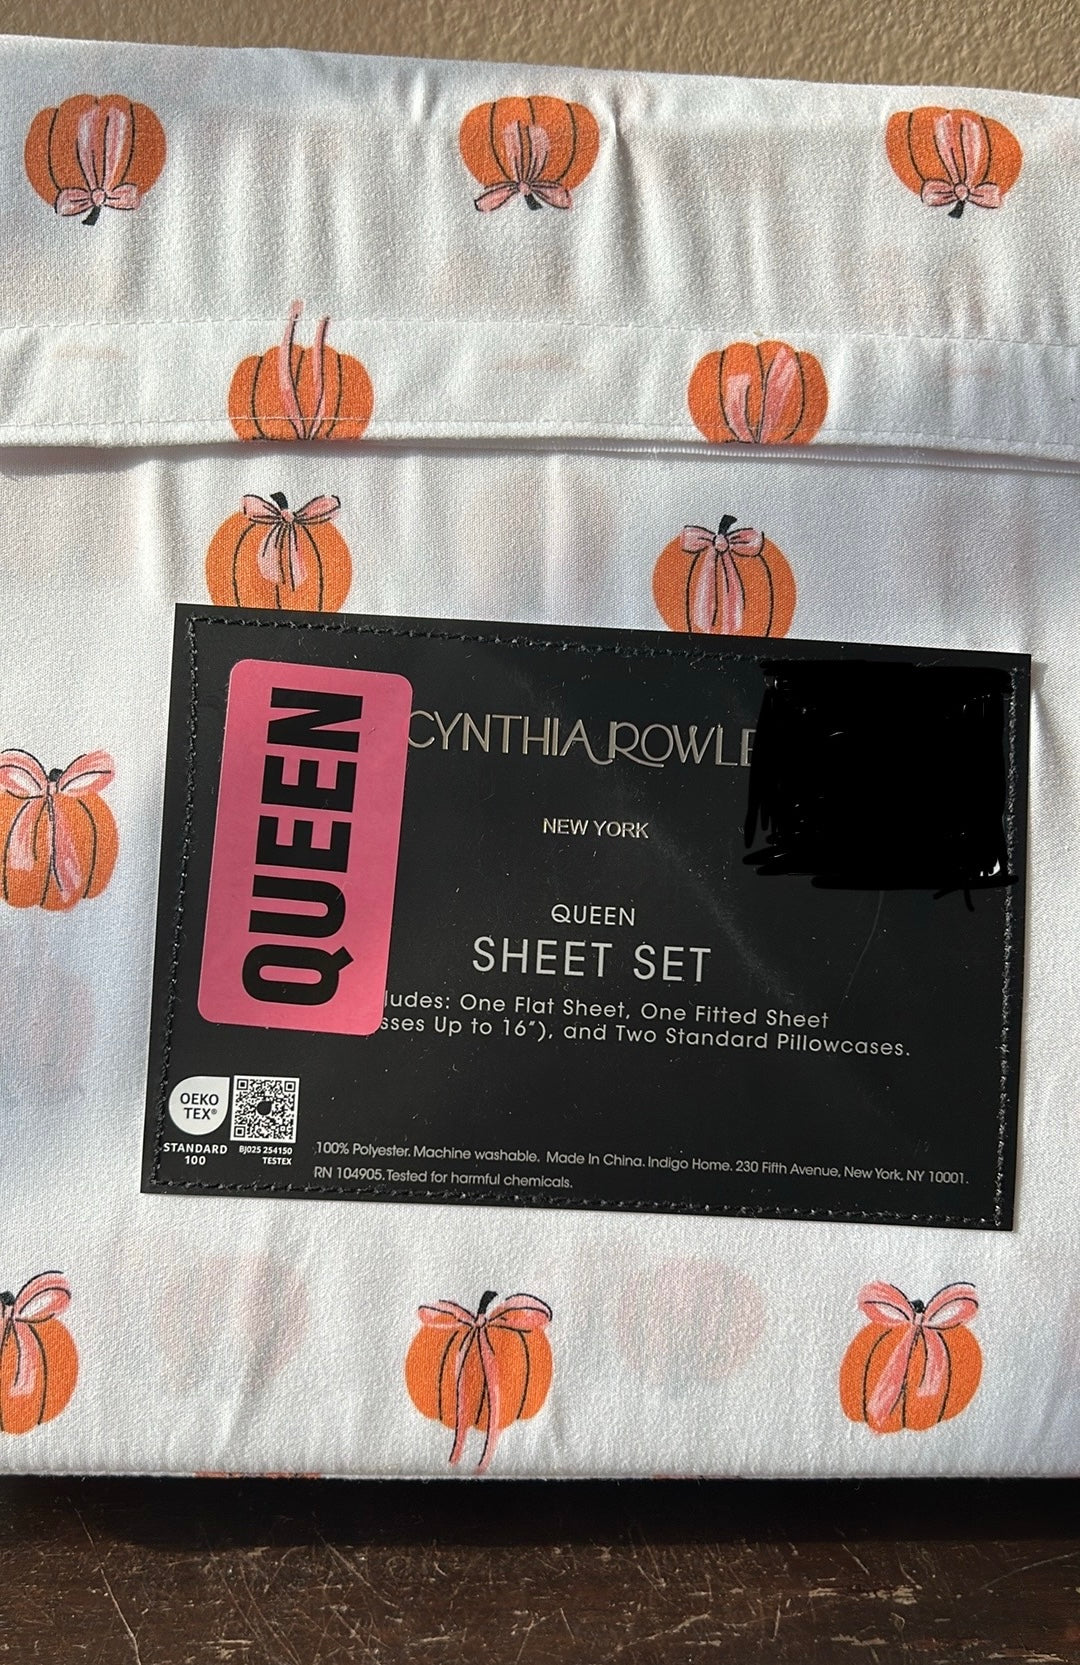 QUEEN
CYNTHIA ROWLE
NEW YORK
QUEEN
SHEET SET
ludes: One Flat Sheet, One Fitted Sheet
sses Up to 16"), and Two Standard Pillowcases.
OEKO
TEX®
STANDARD
100
BJ025 254150
TESTEX
100% Polyester. Machine washable. Made In China. Indigo Home. 230 Fifth Avenue, New York, NY 10001.
RN 104905. Tested for harmful chemicals.